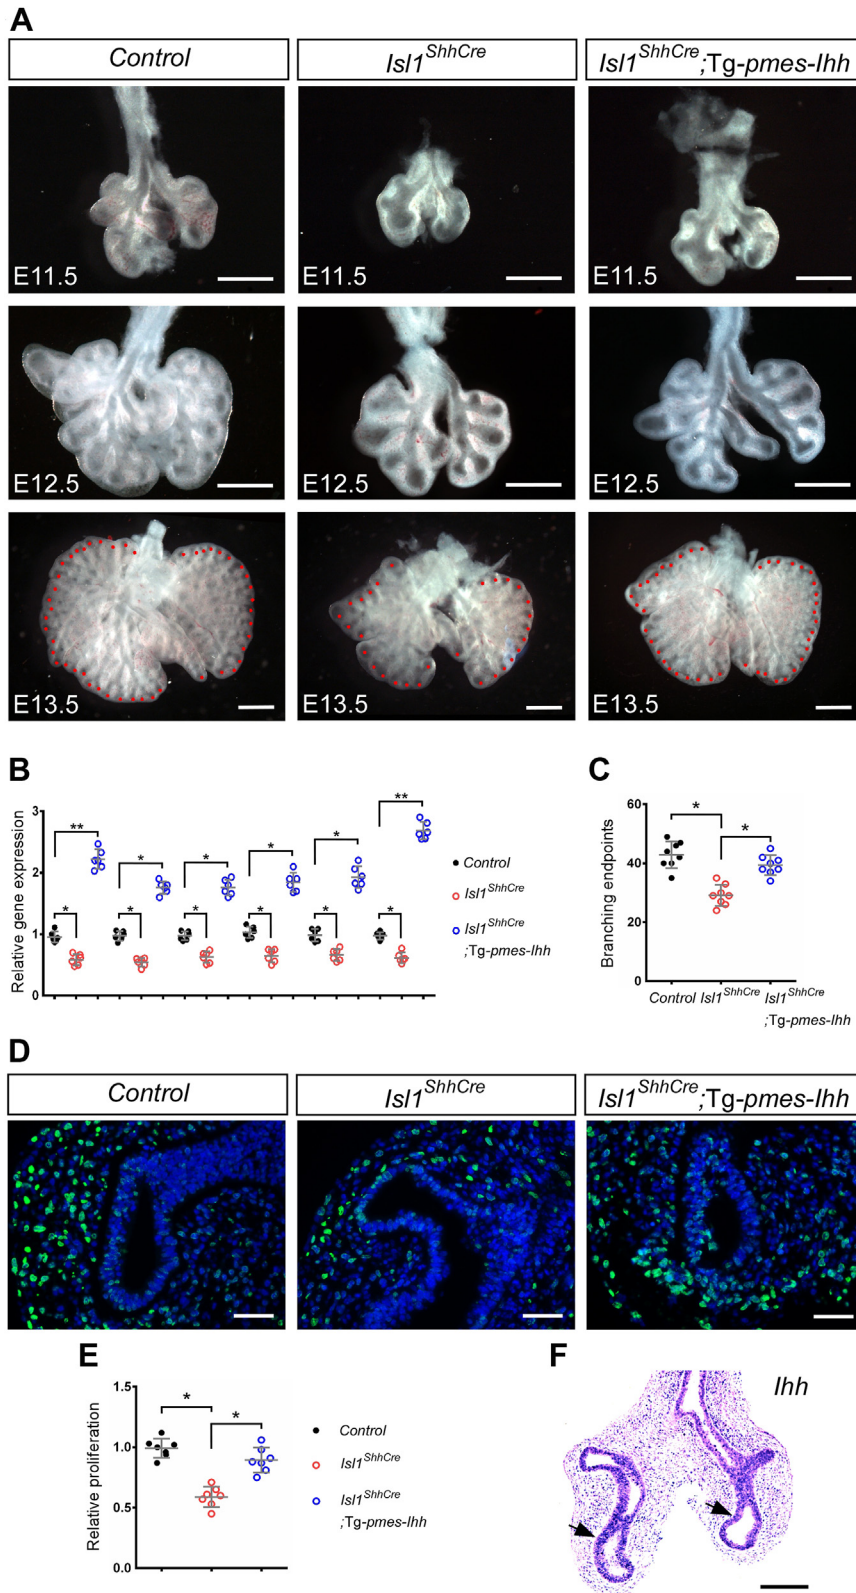 A
Control
Isl1ShhCre
Isl1ShhCre;Tg-pmes-Ihh
E11.5
E11.5
E11.5
E12.5
E12.5
E12.5
E13.5
E13.5
E13.5
B
C
Relative gene expression
3
2
1
0
**
*
*
*
*
**
*
*
*
*
*
*
Control
Isl1ShhCre
Isl1ShhCre
;Tg-pmes-Ihh
Branching endpoints
60
40
20
0
*
*
Control Isl1ShhCre Isl1ShhCre
;Tg-pmes-Ihh
D
Control
Isl1ShhCre
Isl1ShhCre;Tg-pmes-Ihh
E
F
Relative proliferation
1.5
1.0
0.5
0.0
*
*
Control
Isl1ShhCre
Isl1ShhCre
;Tg-pmes-Ihh
Ihh